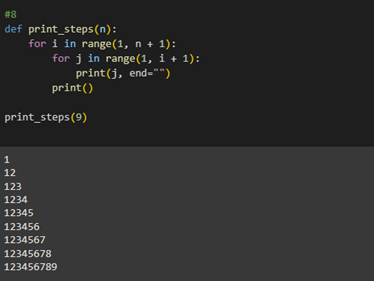 #8
def print_steps(n):
    for i in range(1, n + 1):
        for j in range(1, i + 1):
            print(j, end="")
        print()

print_steps(9)

1
12
123
1234
12345
123456
1234567
12345678
123456789